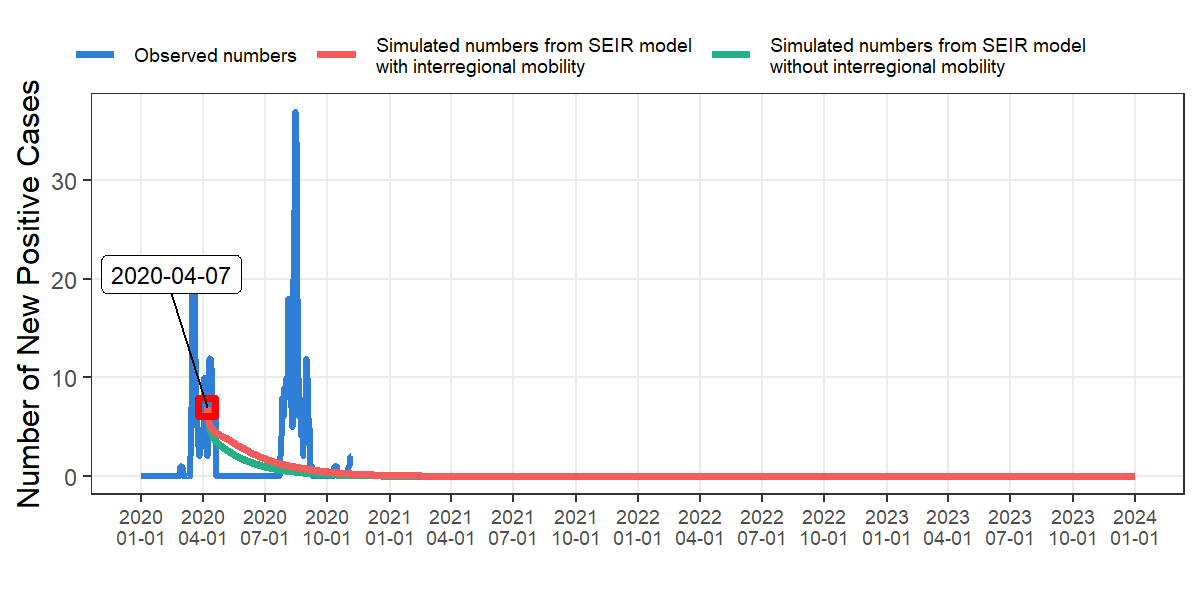 Observed numbers
Simulated numbers from SEIR model
with interregional mobility
Simulated numbers from SEIR model
without interregional mobility
Number of New Positive Cases
30
20
10
0
2020-04-07
2020 2020 2020 2020 2021 2021 2021 2021 2022 2022 2022 2022 2023 2023 2023 2023 2024
01-01 04-01 07-01 10-01 01-01 04-01 07-01 10-01 01-01 04-01 07-01 10-01 01-01 04-01 07-01 10-01 01-01